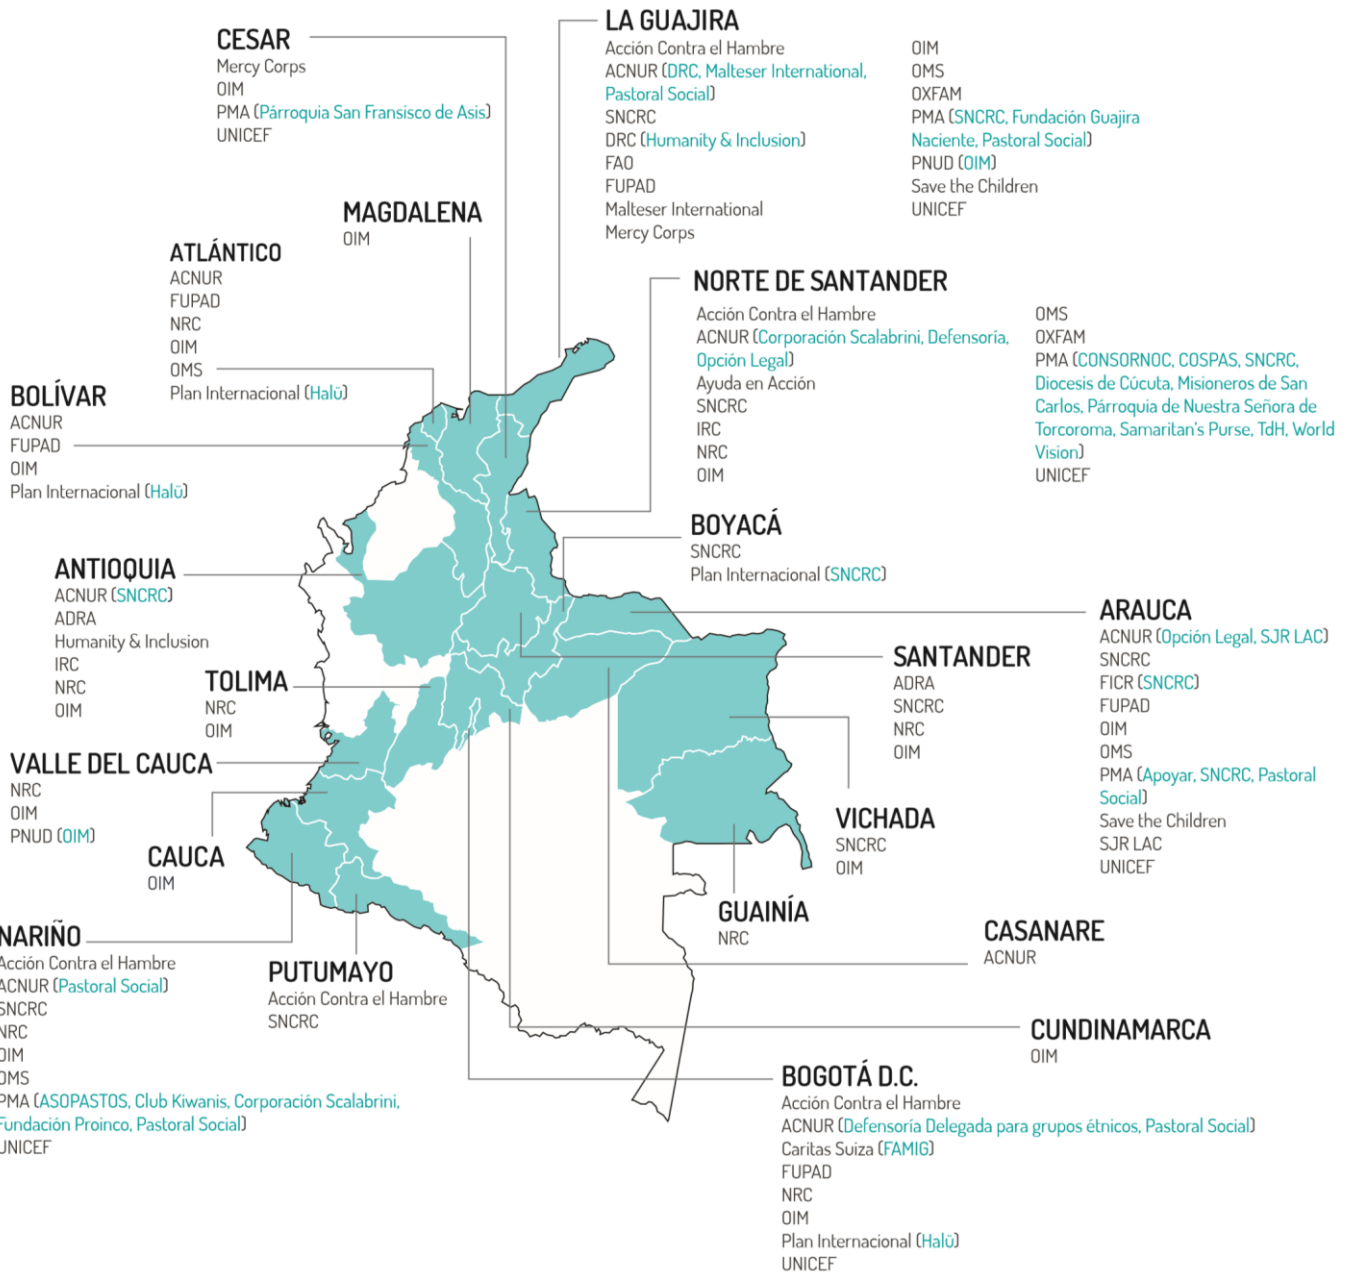 CESAR
Mercy Corps
OIM
PMA (Párroquia San Fransisco de Asis)
UNICEF
LA GUAJIRA
Acción Contra el Hambre
ACNUR (DRC, Malteser International,
Pastoral Social)
SNCRC
DRC (Humanity & Inclusion)
FAO
FUPAD
Malteser International
Mercy Corps
OIM
OMS
OXFAM
PMA (SNCRC, Fundación Guajira
Naciente, Pastoral Social)
PNUD (OIM)
Save the Children
UNICEF
MAGDALENA
OIM
ATLÁNTICO
ACNUR
FUPAD
NRC
OIM
OMS
Plan Internacional (Halü)
NORTE DE SANTANDER
Acción Contra el Hambre
ACNUR (Corporación Scalabrini, Defensoría,
Opción Legal)
Ayuda en Acción
SNCRC
IRC
NRC
OIM
OMS
OXFAM
PMA (CONSORNOC, COSPAS, SNCRC,
Diocesis de Cúcuta, Misioneros de San
Carlos, Párroquia de Nuestra Señora de
Torcoroma, Samaritan's Purse, TdH, World
Vision)
UNICEF
BOLÍVAR
ACNUR
FUPAD
OIM
Plan Internacional (Halü)
BOYACÁ
SNCRC
Plan Internacional (SNCRC)
ANTIOQUIA
ACNUR (SNCRC)
ADRA
Humanity & Inclusion
IRC
NRC
OIM
ARAUCA
ACNUR (Opción Legal, SJR LAC)
SNCRC
FICR (SNCRC)
FUPAD
OIM
OMS
PMA (Apoyar, SNCRC, Pastoral
Social)
Save the Children
SJR LAC
UNICEF
SANTANDER
ADRA
SNCRC
NRC
OIM
TOLIMA
NRC
OIM
VALLE DEL CAUCA
NRC
OIM
PNUD (OIM)
VICHADA
SNCRC
OIM
CAUCA
OIM
GUAINÍA
NRC
CASANARE
ACNUR
NARIÑO
Acción Contra el Hambre
ACNUR (Pastoral Social)
SNCRC
NRC
OIM
OMS
PMA (ASOPASTOS, Club Kiwanis, Corporación Scalabrini,
Fundación Proinco, Pastoral Social)
UNICEF
PUTUMAYO
Acción Contra el Hambre
SNCRC
CUNDINAMARCA
OIM
BOGOTÁ D.C.
Acción Contra el Hambre
ACNUR (Defensoria Delegada para grupos étnicos, Pastoral Social)
Caritas Suiza (FAMIG)
FUPAD
NRC
OIM
Plan Internacional (Halü)
UNICEF